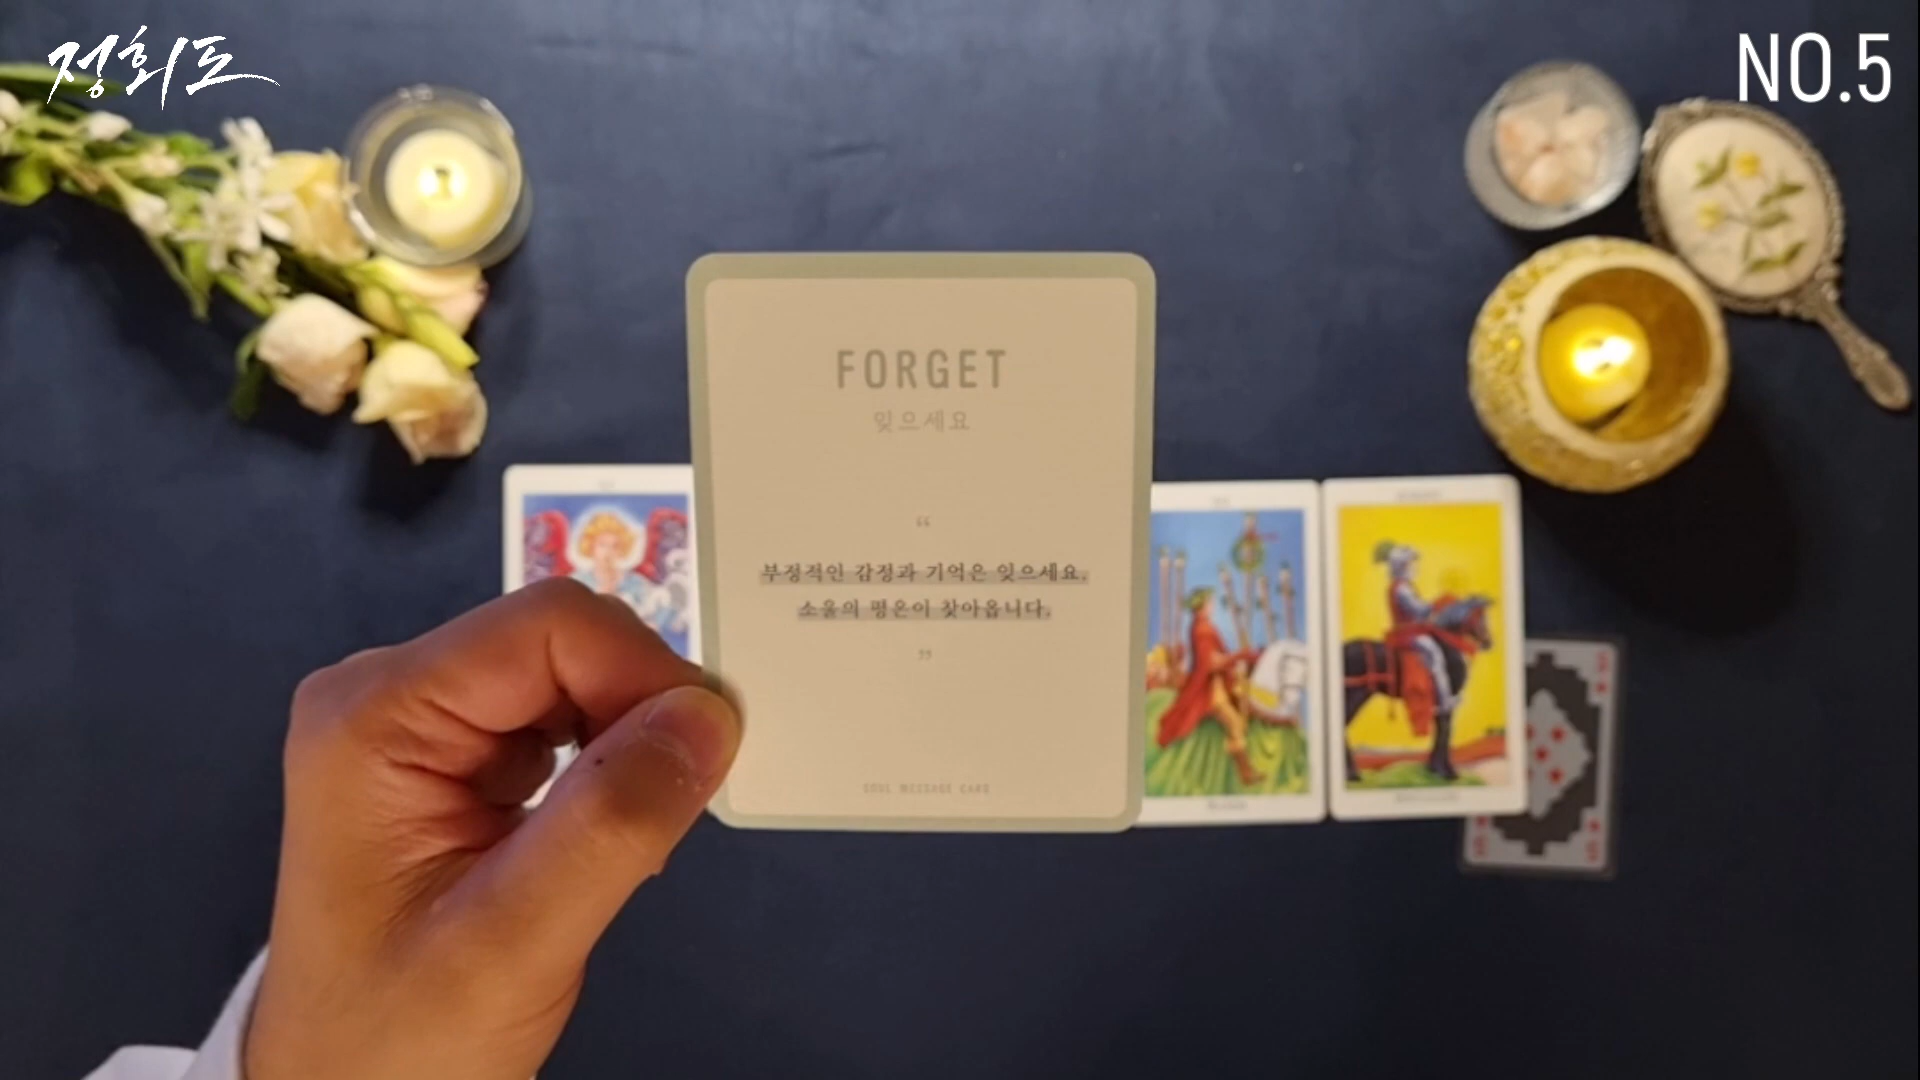 정회도
NO.5
FORGET
잊으세요
“
부정적인 감정과 기억은 잊으세요.
소울의 평온이 찾아옵니다.
”
SOUL MESSAGE CARD